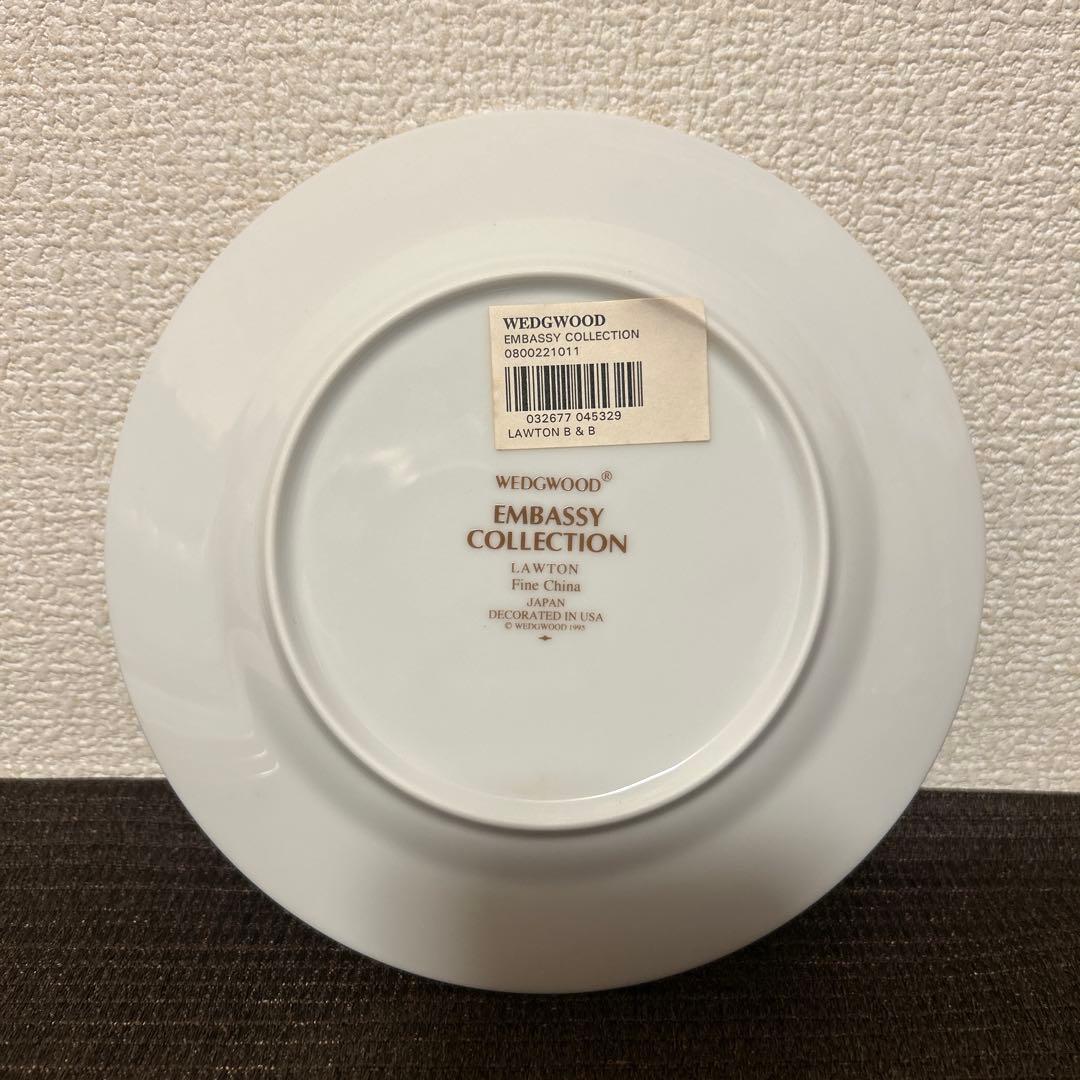 WEDGWOOD
EMBASSY COLLECTION
0800221011
032677 045329
LAWTON B & B
WEDGWOOD®
EMBASSY
COLLECTION
LAWTON
Fine China
JAPAN
DECORATED IN USA
© WEDGWOOD 1995